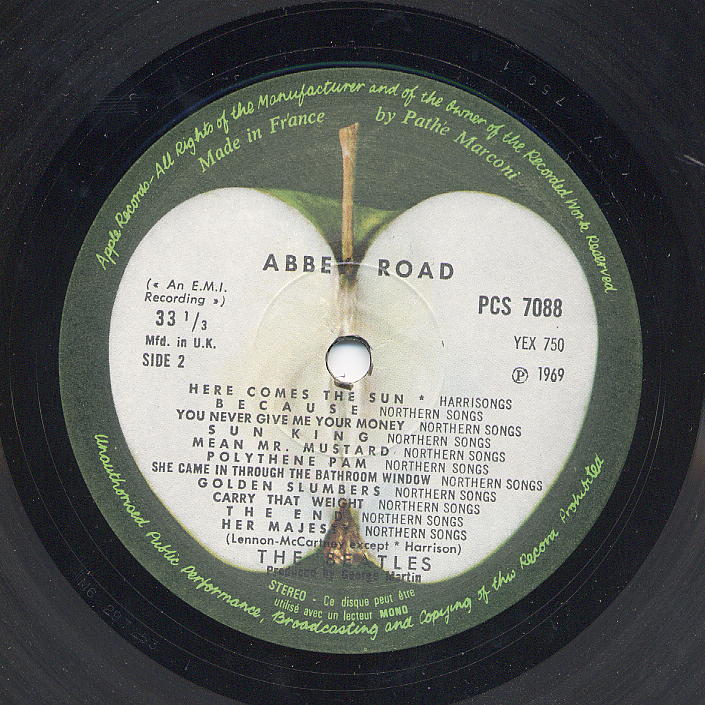 Apple Records-All Rights of the Manufacturer and of the Owner of the Recorded Work Reserved
Made in France by Pathé Marconi
ABBEY ROAD
(« An E.M.I.
Recording »)
33 1/3
Mfd. in U.K.
SIDE 2
PCS 7088
YEX 750
Ⓟ 1969
HERE COMES THE SUN * HARRISONGS
BECAUSE NORTHERN SONGS
YOU NEVER GIVE ME YOUR MONEY NORTHERN SONGS
SUN KING NORTHERN SONGS
MEAN MR. MUSTARD NORTHERN SONGS
POLYTHENE PAM NORTHERN SONGS
SHE CAME IN THROUGH THE BATHROOM WINDOW NORTHERN SONGS
GOLDEN SLUMBERS NORTHERN SONGS
CARRY THAT WEIGHT NORTHERN SONGS
THE END NORTHERN SONGS
HER MAJESTY NORTHERN SONGS
(Lennon-McCartney except * Harrison)
THE BEATLES
Produced by George Martin
STEREO - Ce disque peut être
utilisé avec un lecteur MONO
Unauthorised Public Performance, Broadcasting and Copying of this Record Prohibited